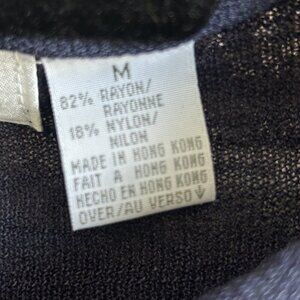 M
82% RAYON/
RAYONNE
18% NYLON/
NILON
MADE IN HONG KONG
FAIT A HONG KONG
HECHO EN HONG KONG
OVER/AU VERSO↓